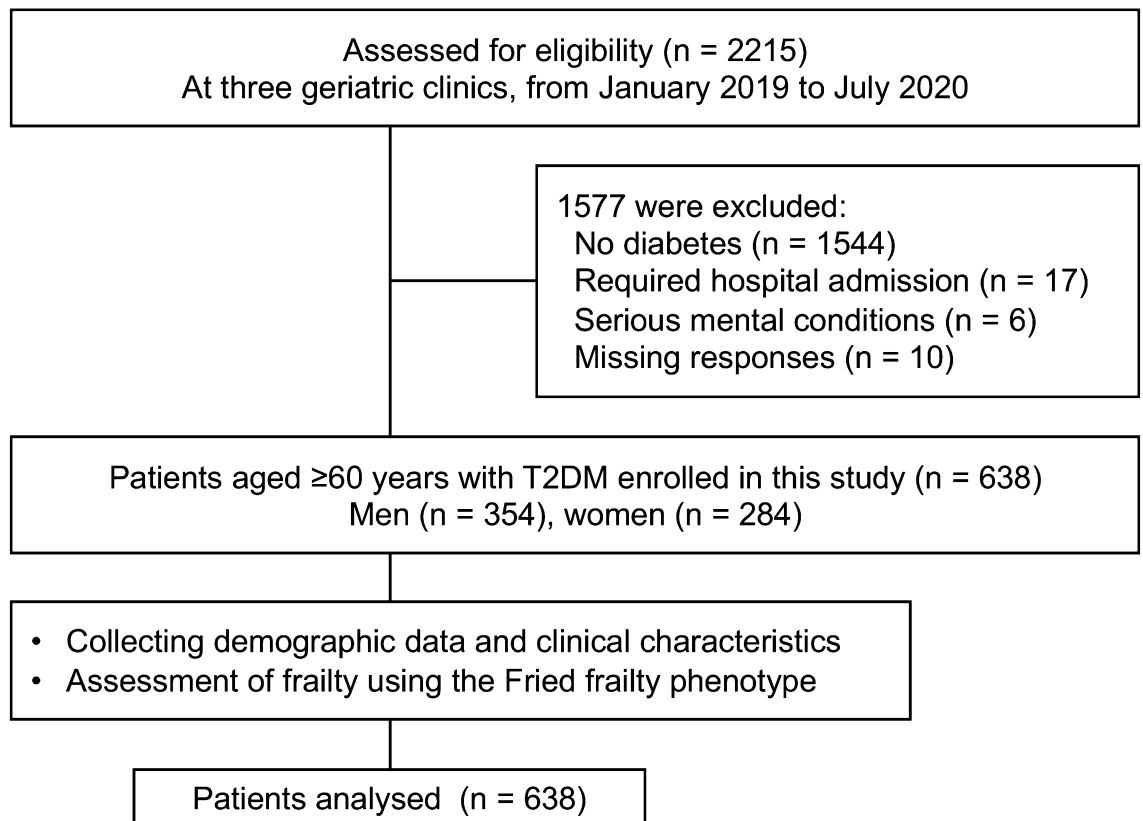 Assessed for eligibility (n = 2215)
At three geriatric clinics, from January 2019 to July 2020
1577 were excluded:
No diabetes (n = 1544)
Required hospital admission (n = 17)
Serious mental conditions (n = 6)
Missing responses (n = 10)
Patients aged ≥60 years with T2DM enrolled in this study (n = 638)
Men (n = 354), women (n = 284)
• Collecting demographic data and clinical characteristics
• Assessment of frailty using the Fried frailty phenotype
Patients analysed (n = 638)